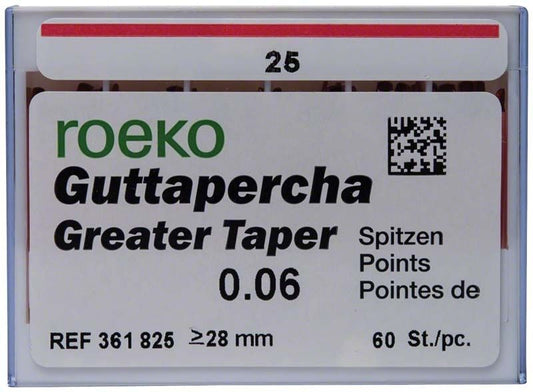 25
roeko
Guttapercha
Greater Taper
0.06
Spitzen
Points
Pointes de
REF 361 825 ≥28 mm 60 St./pc.